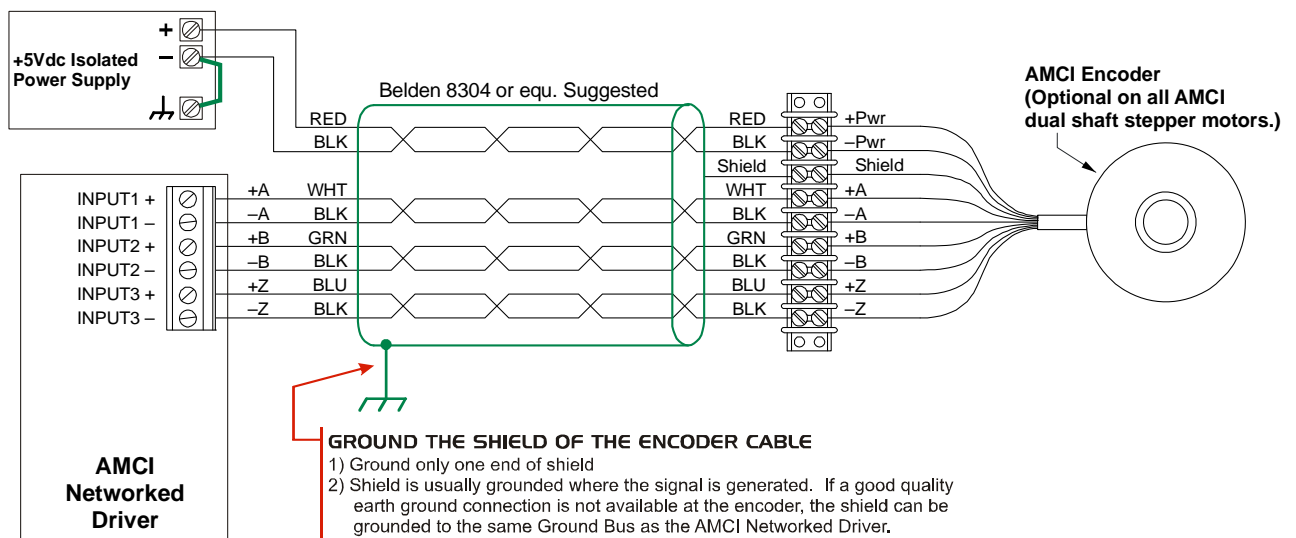 +
+5Vdc Isolated
Power Supply
–
Belden 8304 or equ. Suggested
AMCI Encoder
(Optional on all AMCI
dual shaft stepper motors.)
RED
RED
+Pwr
BLK
BLK
–Pwr
Shield
Shield
INPUT1 +
+A
WHT
WHT
+A
INPUT1 –
–A
BLK
BLK
–A
INPUT2 +
+B
GRN
GRN
+B
INPUT2 –
–B
BLK
BLK
–B
INPUT3 +
+Z
BLU
BLU
+Z
INPUT3 –
–Z
BLK
BLK
–Z
AMCI
Networked
Driver
GROUND THE SHIELD OF THE ENCODER CABLE
1) Ground only one end of shield
2) Shield is usually grounded where the signal is generated. If a good quality
earth ground connection is not available at the encoder, the shield can be
grounded to the same Ground Bus as the AMCI Networked Driver.